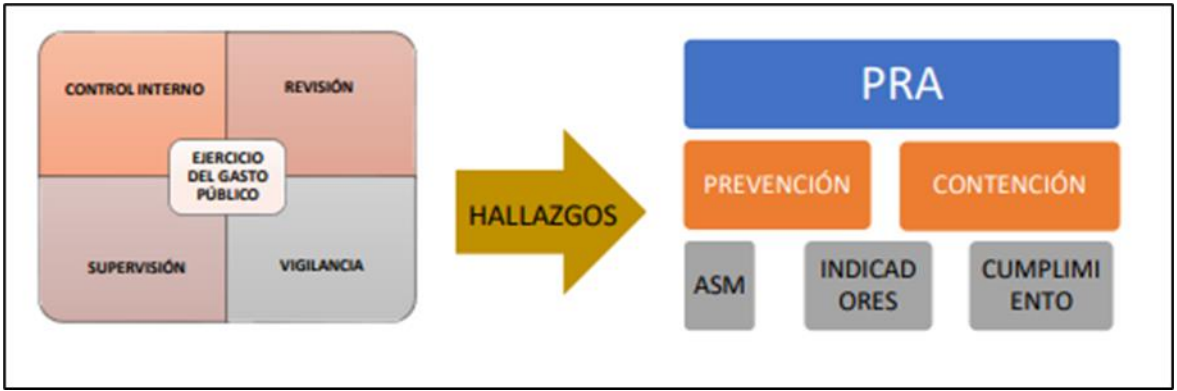 CONTROL INTERNO
REVISIÓN
EJERCICIO
DEL GASTO
PÚBLICO
SUPERVISIÓN
VIGILANCIA
HALLAZGOS
PRA
PREVENCIÓN
CONTENCIÓN
ASM
INDICAD
ORES
CUMPLIMI
ENTO